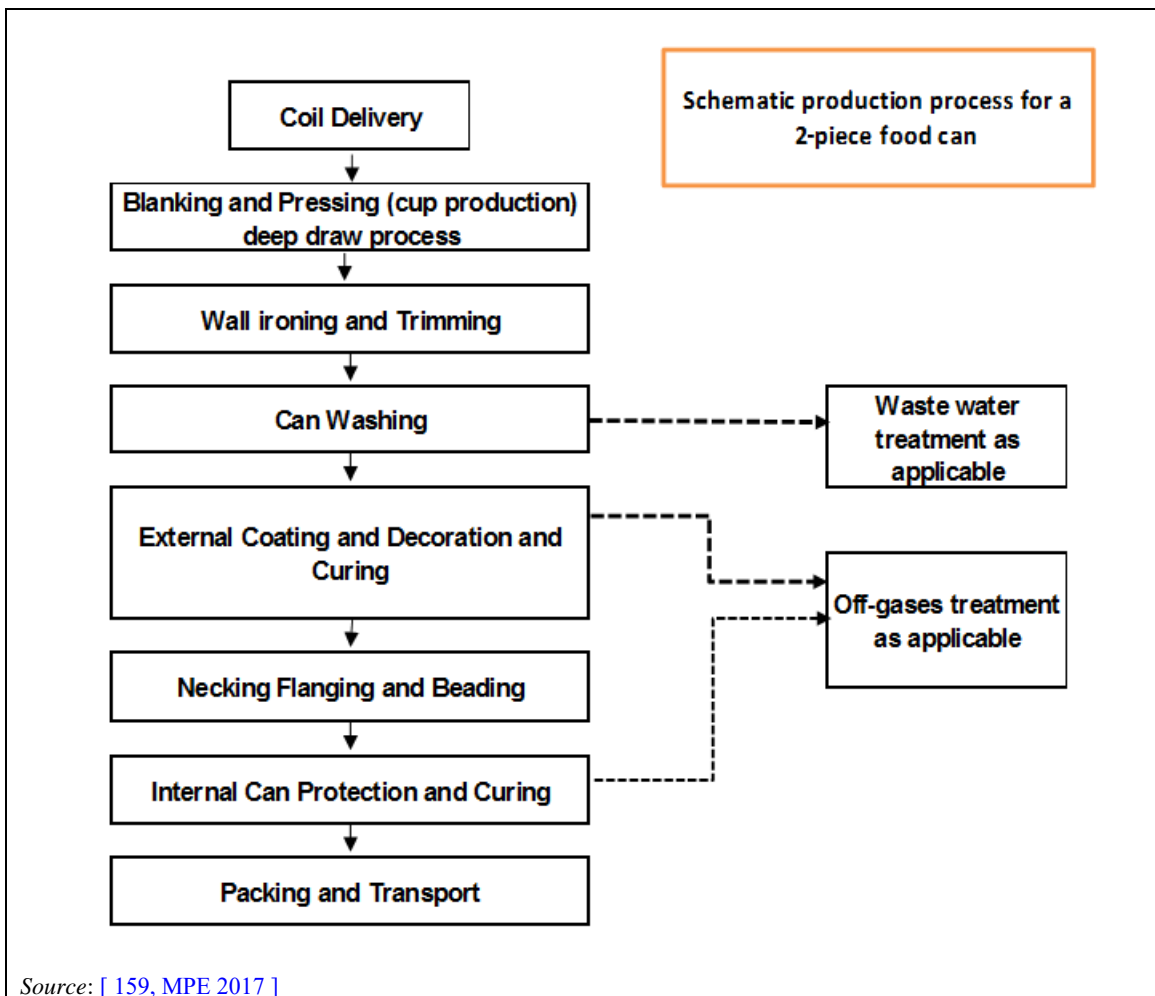 Schematic production process for a
2-piece food can
Coil Delivery
Blanking and Pressing (cup production)
deep draw process
Wall ironing and Trimming
Can Washing
Waste water
treatment as
applicable
External Coating and Decoration and
Curing
Off-gases treatment
as applicable
Necking Flanging and Beading
Internal Can Protection and Curing
Packing and Transport
Source: [ 159, MPE 2017 ]